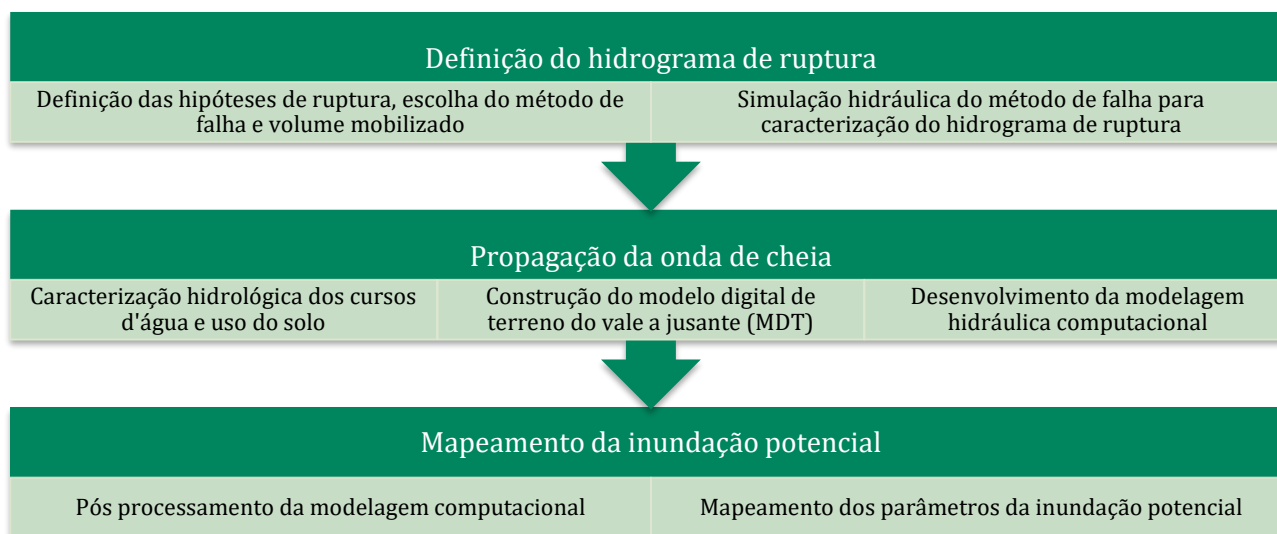 Definição do hidrograma de ruptura
Definição das hipóteses de ruptura, escolha do método de
falha e volume mobilizado
Simulação hidráulica do método de falha para
caracterização do hidrograma de ruptura
Propagação da onda de cheia
Caracterização hidrológica dos cursos
d'água e uso do solo
Construção do modelo digital de
terreno do vale a jusante (MDT)
Desenvolvimento da modelagem
hidráulica computacional
Mapeamento da inundação potencial
Pós processamento da modelagem computacional
Mapeamento dos parâmetros da inundação potencial